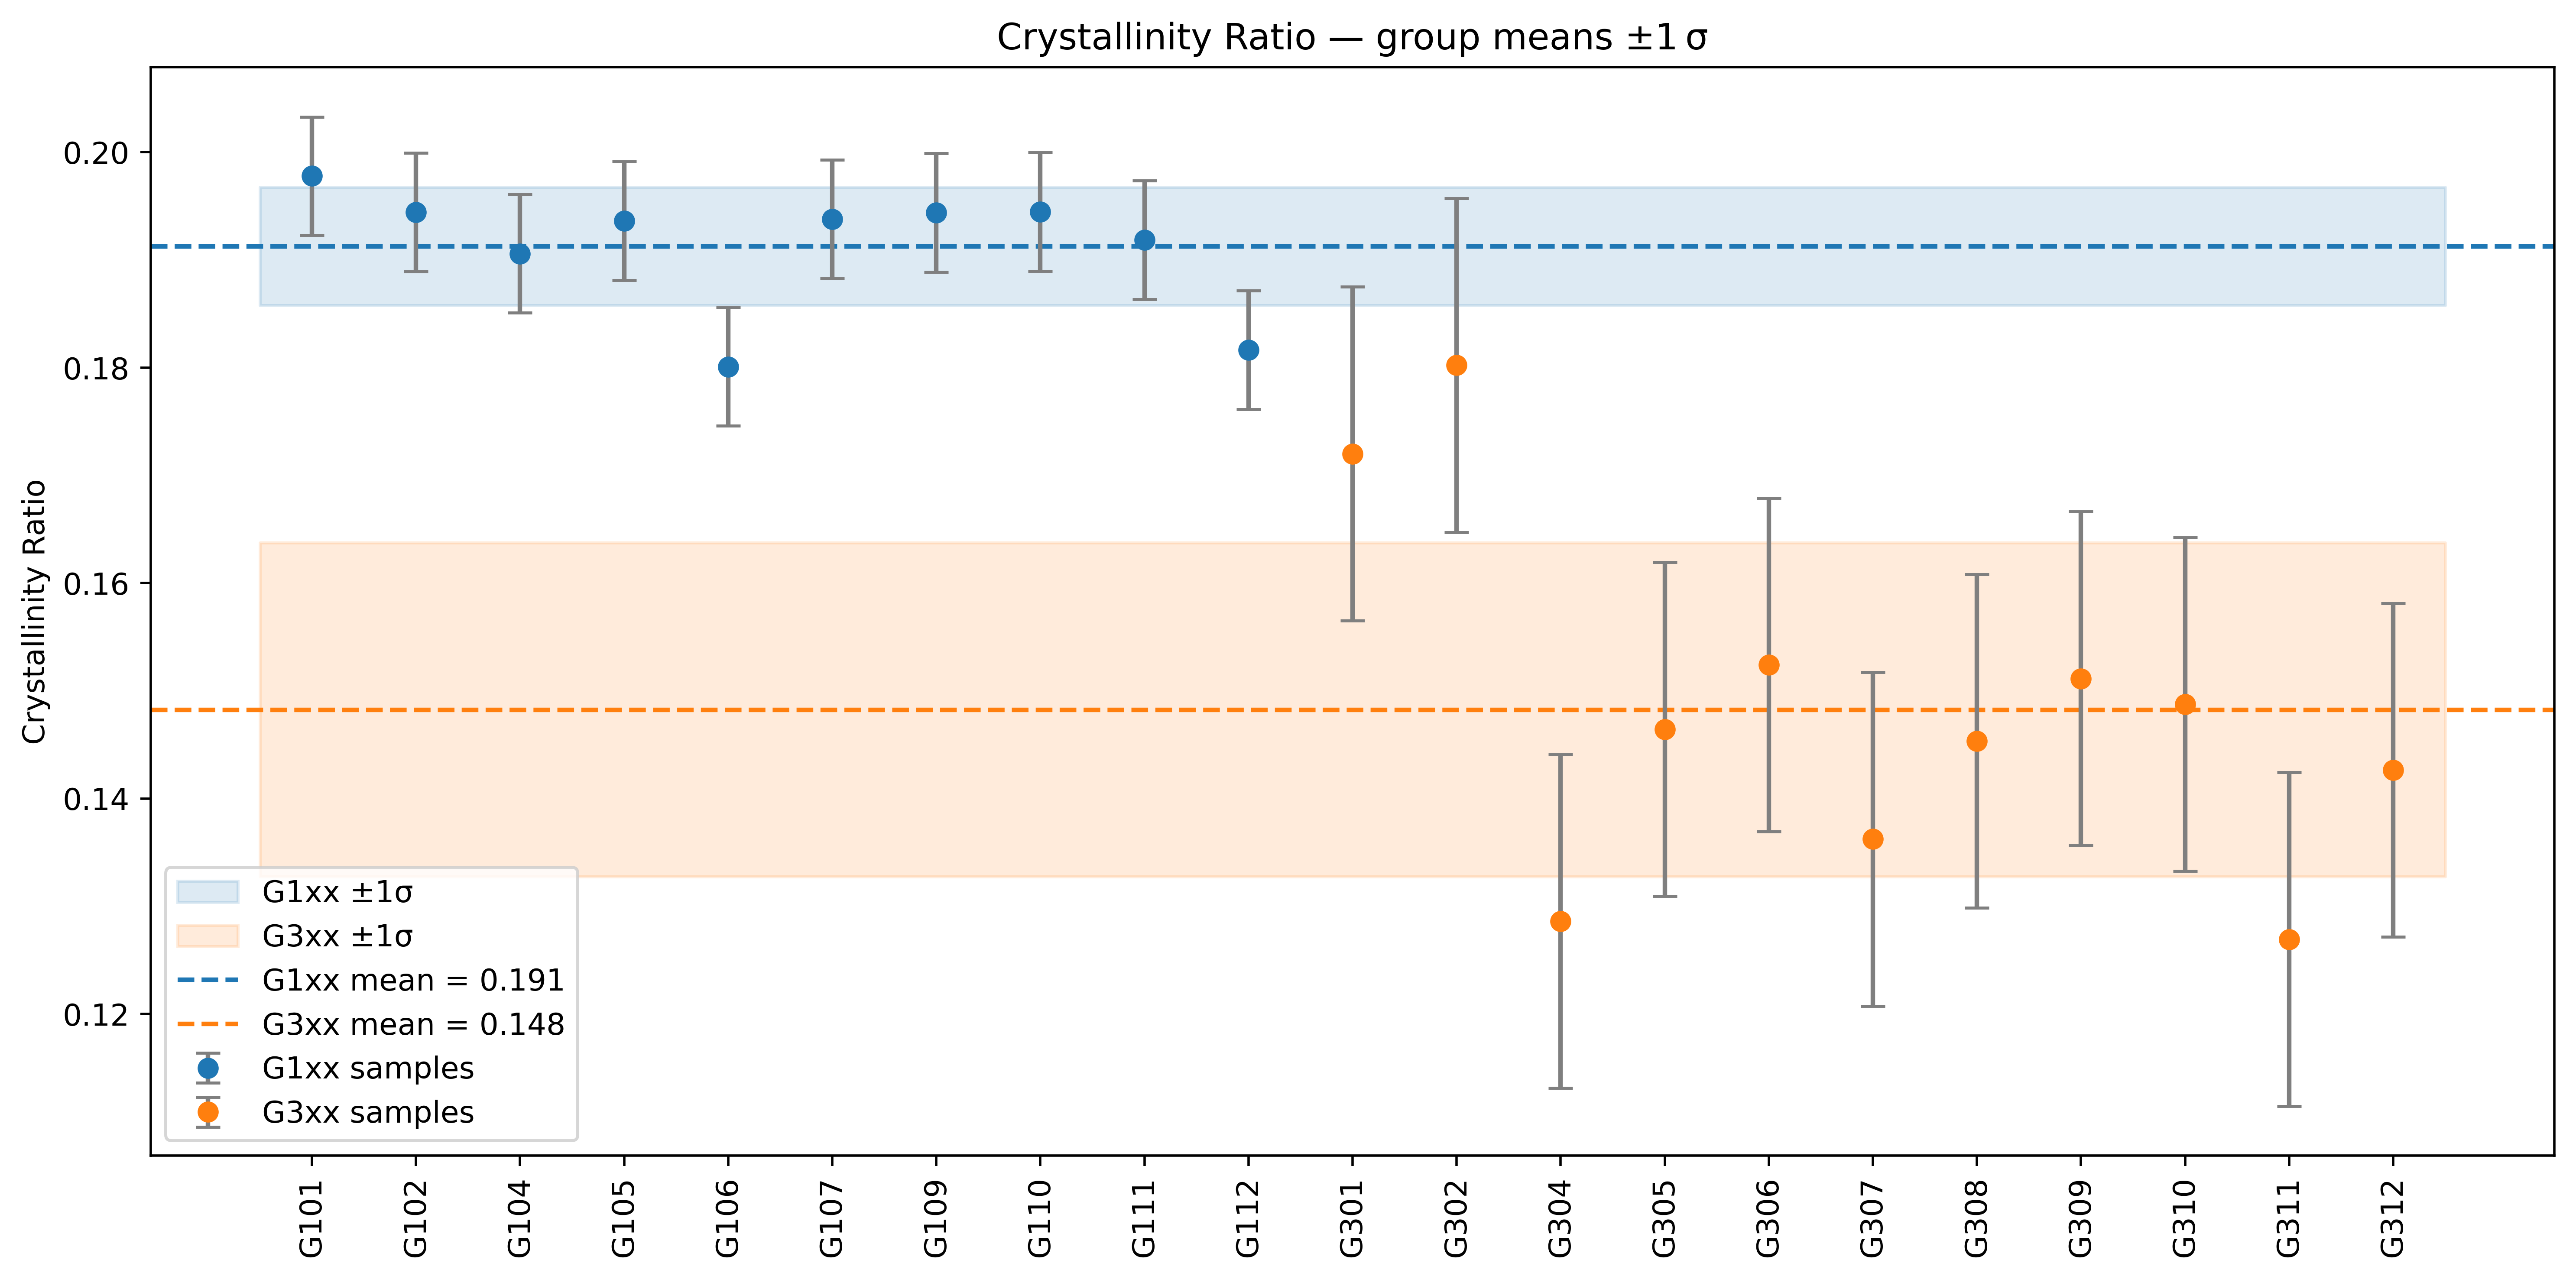 Crystallinity Ratio — group means ±1 σ
Crystallinity Ratio
0.20
0.18
0.16
0.14
0.12
G1xx ±1σ
G3xx ±1σ
G1xx mean = 0.191
G3xx mean = 0.148
G1xx samples
G3xx samples
G101
G102
G104
G105
G106
G107
G109
G110
G111
G112
G301
G302
G304
G305
G306
G307
G308
G309
G310
G311
G312